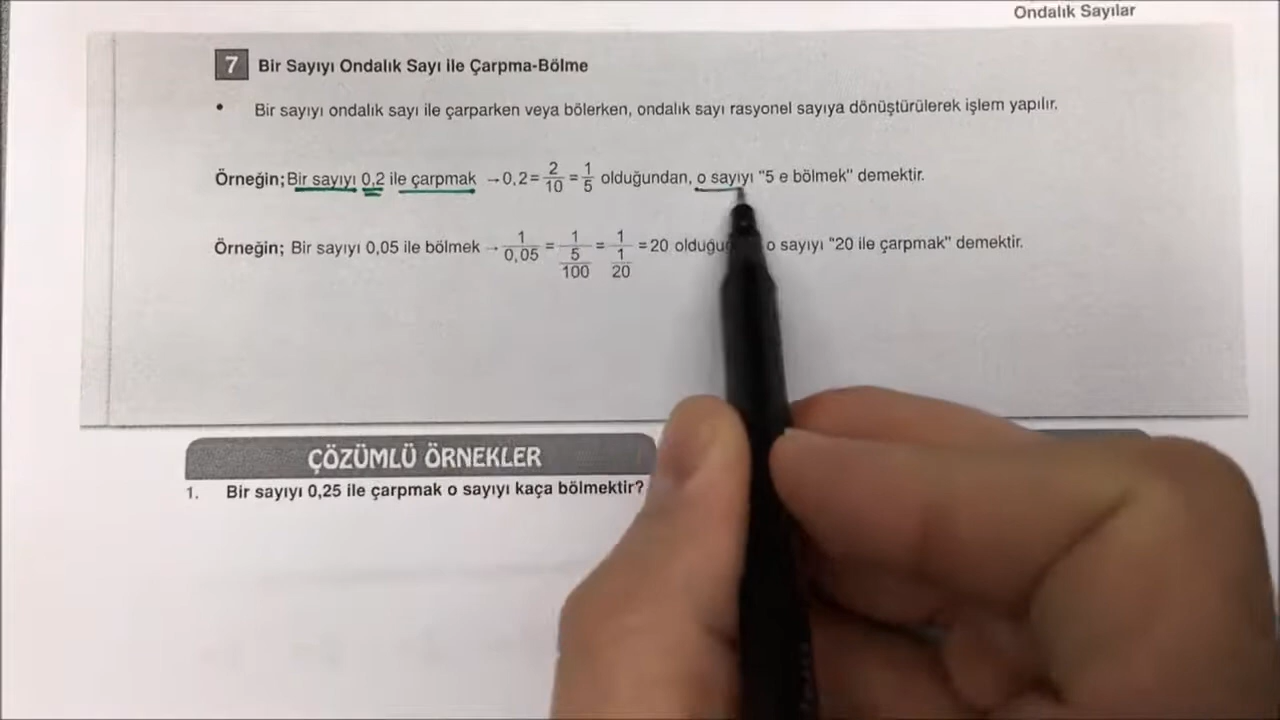 Ondalık Sayılar
7 Bir Sayıyı Ondalık Sayı ile Çarpma-Bölme
• Bir sayıyı ondalık sayı ile çarparken veya bölerken, ondalık sayı rasyonel sayıya dönüştürülerek işlem yapılır.
Örneğin; Bir sayıyı 0,2 ile çarpmak → 0,2 = 2/10 = 1/5 olduğundan, o sayıyı "5 e bölmek" demektir.
Örneğin; Bir sayıyı 0,05 ile bölmek → 1/0,05 = 1/(5/100) = 1/(1/20) = 20 o sayıyı "20 ile çarpmak" demektir.
ÇÖZÜMLÜ ÖRNEKLER
1. Bir sayıyı 0,25 ile çarpmak o sayıyı kaça bölmektir?